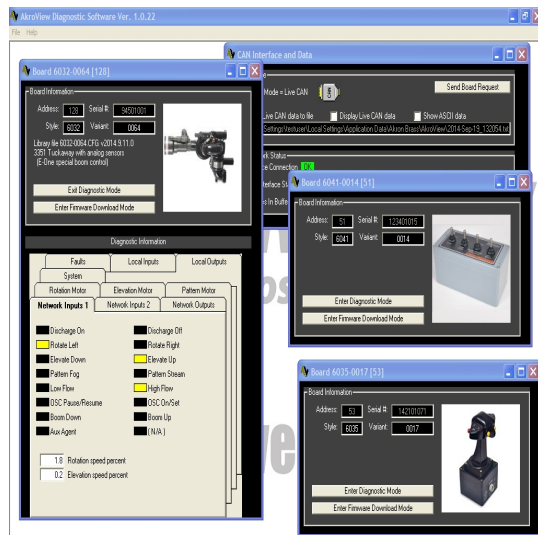 AkroView Diagnostic Software Ver. 1.0.22
File Help
CAN Interface and Data
Mode = Live CAN
Send Board Request
Live CAN data to file
Display Live CAN data
Show ASCII data
Settings\testuser\Local Settings\Application Data\Akron Brass\AkroView\2014-Sep-19_132054.txt
Board 6032-0064 [128]
Board Information
Address: 128 Serial #: 94501001
Style: 6032 Variant: 0064
Library file 6032-0064.CFG v2014.9.11.0
3351 Tuckaway with analog sensors
(E-One special boom control)
Exit Diagnostic Mode
Enter Firmware Download Mode
Diagnostic Information
Faults Local Inputs Local Outputs
System
Rotation Motor Elevation Motor Pattern Motor
Network Inputs 1 Network Inputs 2 Network Outputs
Discharge On Discharge Off
Rotate Left Rotate Right
Elevate Down Elevate Up
Pattern Fog Pattern Stream
Low Flow High Flow
OSC Pause/Resume OSC On/Set
Boom Down Boom Up
Aux Agent ( N/A )
1.8 Rotation speed percent
0.2 Elevation speed percent
Board 6041-0014 [51]
Board Information
Address: 51 Serial #: 123401015
Style: 6041 Variant: 0014
Enter Diagnostic Mode
Enter Firmware Download Mode
Board 6035-0017 [53]
Board Information
Address: 53 Serial #: 142101071
Style: 6035 Variant: 0017
Enter Diagnostic Mode
Enter Firmware Download Mode